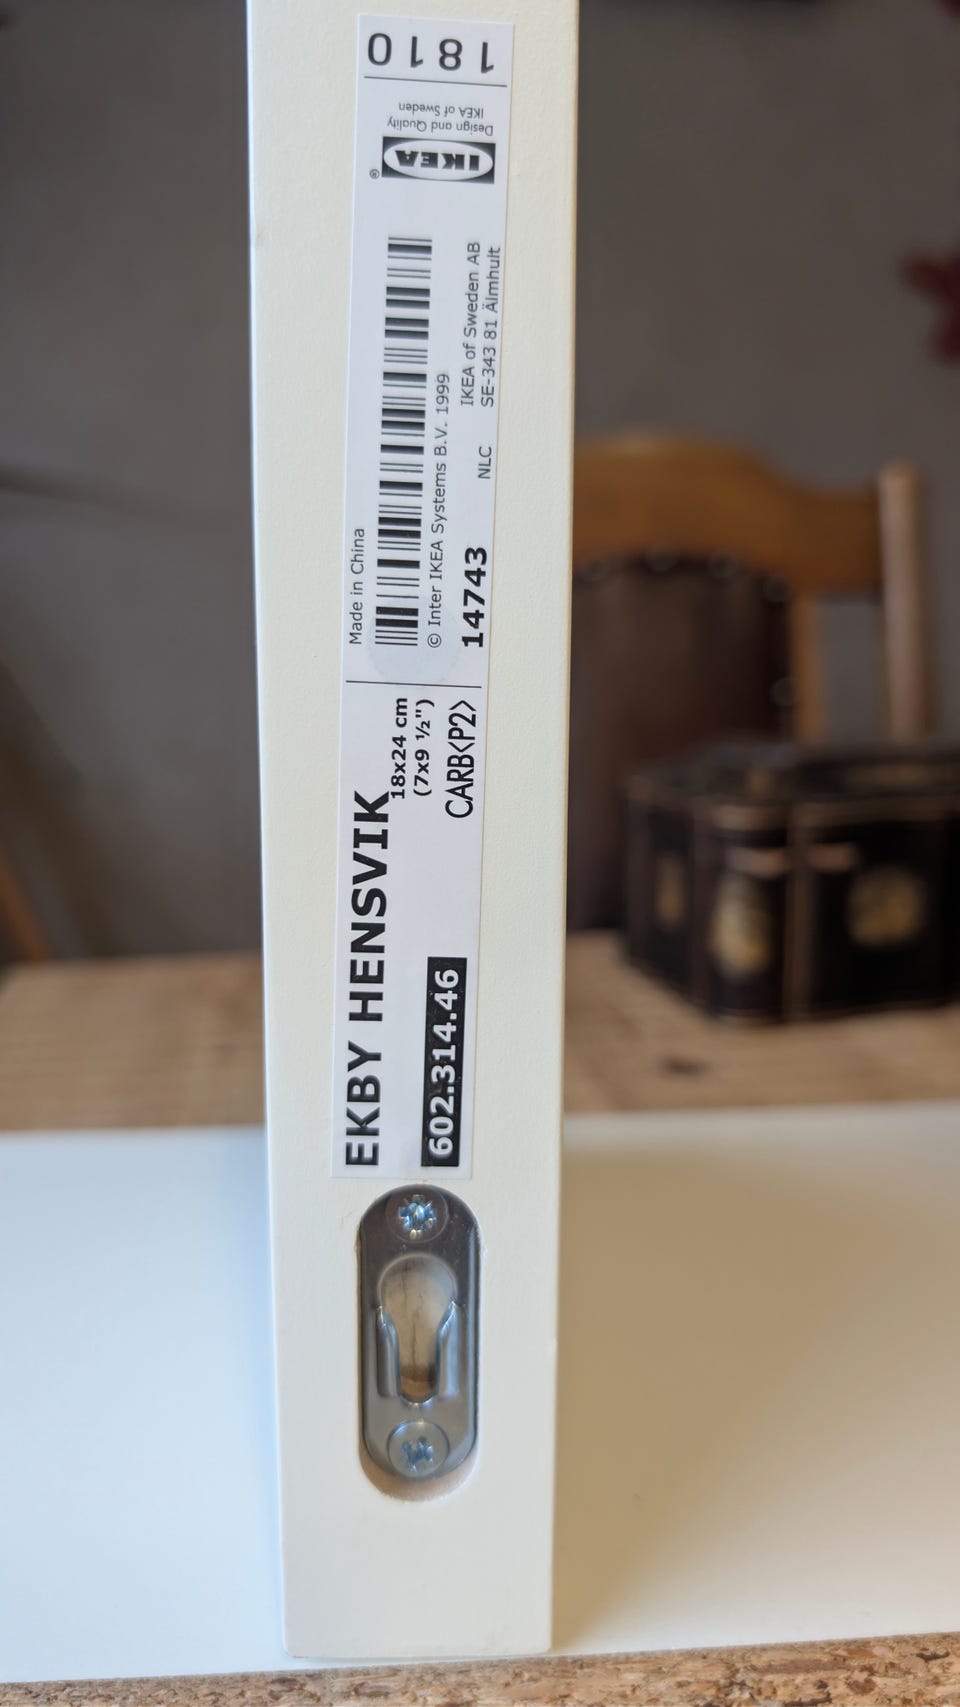 EKBY HENSVIK
18x24 cm
(7x9 ½")
602.314.46
CARB<P2>
Made in China
© Inter IKEA Systems B.V. 1999
14743
NLC
IKEA of Sweden AB
SE-343 81 Älmhult
IKEA®
Design and Quality
IKEA of Sweden
1810